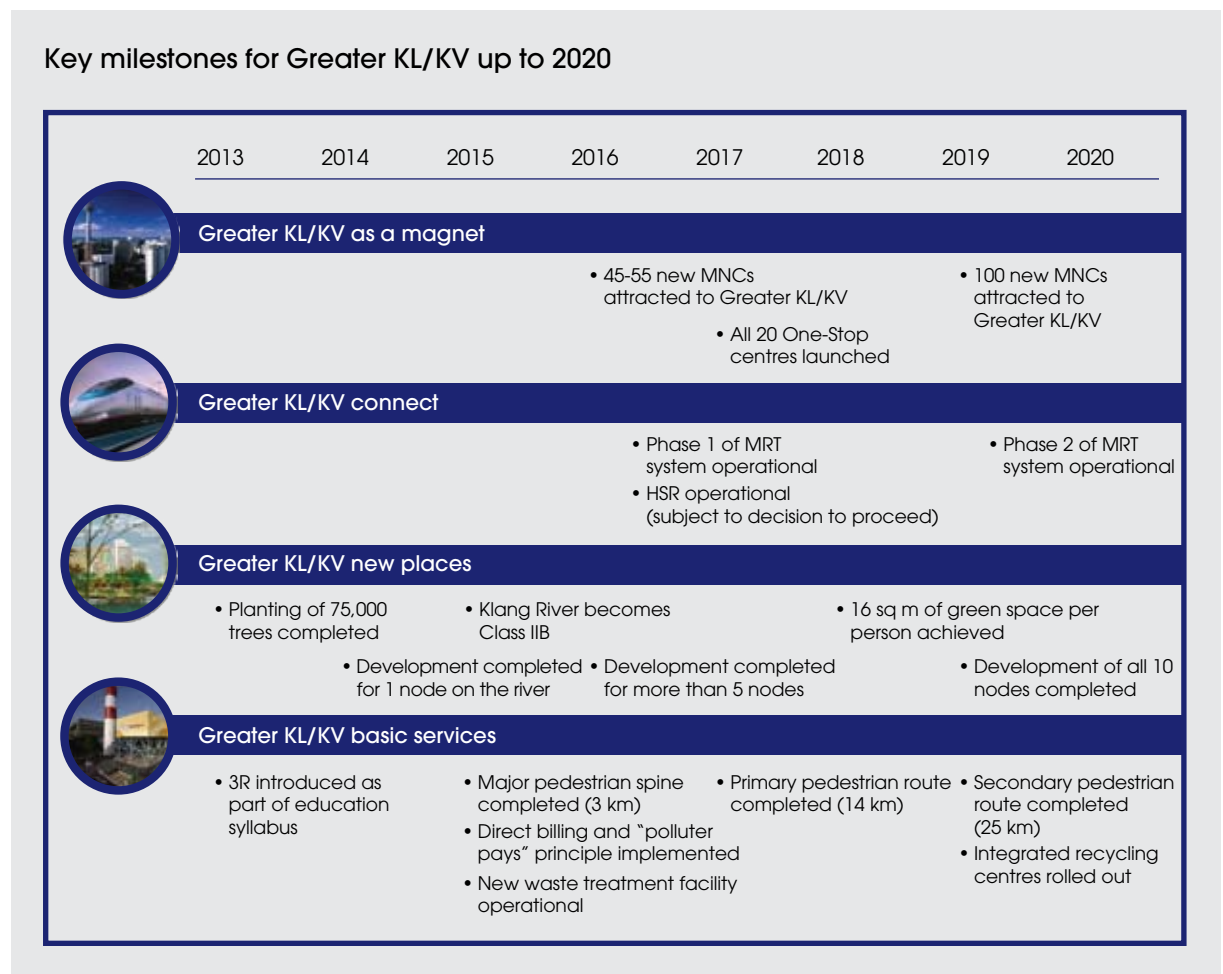 Key milestones for Greater KL/KV up to 2020
2013 2014 2015 2016 2017 2018 2019 2020
Greater KL/KV as a magnet
• 45-55 new MNCs
attracted to Greater KL/KV
• All 20 One-Stop
centres launched
• 100 new MNCs
attracted to
Greater KL/KV
Greater KL/KV connect
• Phase 1 of MRT
system operational
• HSR operational
(subject to decision to proceed)
• Phase 2 of MRT
system operational
Greater KL/KV new places
• Planting of 75,000
trees completed
• Development completed
for 1 node on the river
• Klang River becomes
Class IIB
• Development completed
for more than 5 nodes
• 16 sq m of green space per
person achieved
• Development of all 10
nodes completed
Greater KL/KV basic services
• 3R introduced as
part of education
syllabus
• Major pedestrian spine
completed (3 km)
• Direct billing and “polluter
pays” principle implemented
• New waste treatment facility
operational
• Primary pedestrian route
completed (14 km)
• Secondary pedestrian
route completed
(25 km)
• Integrated recycling
centres rolled out